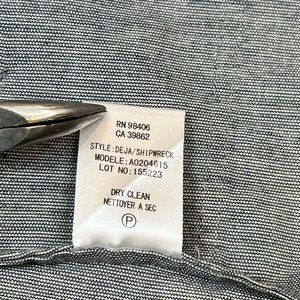 RN 98406
CA 39862
STYLE: DEJA/SHIPWRECK
MODELE: A0204615
LOT NO: 155223
DRY CLEAN
NETTOYER A SEC
P